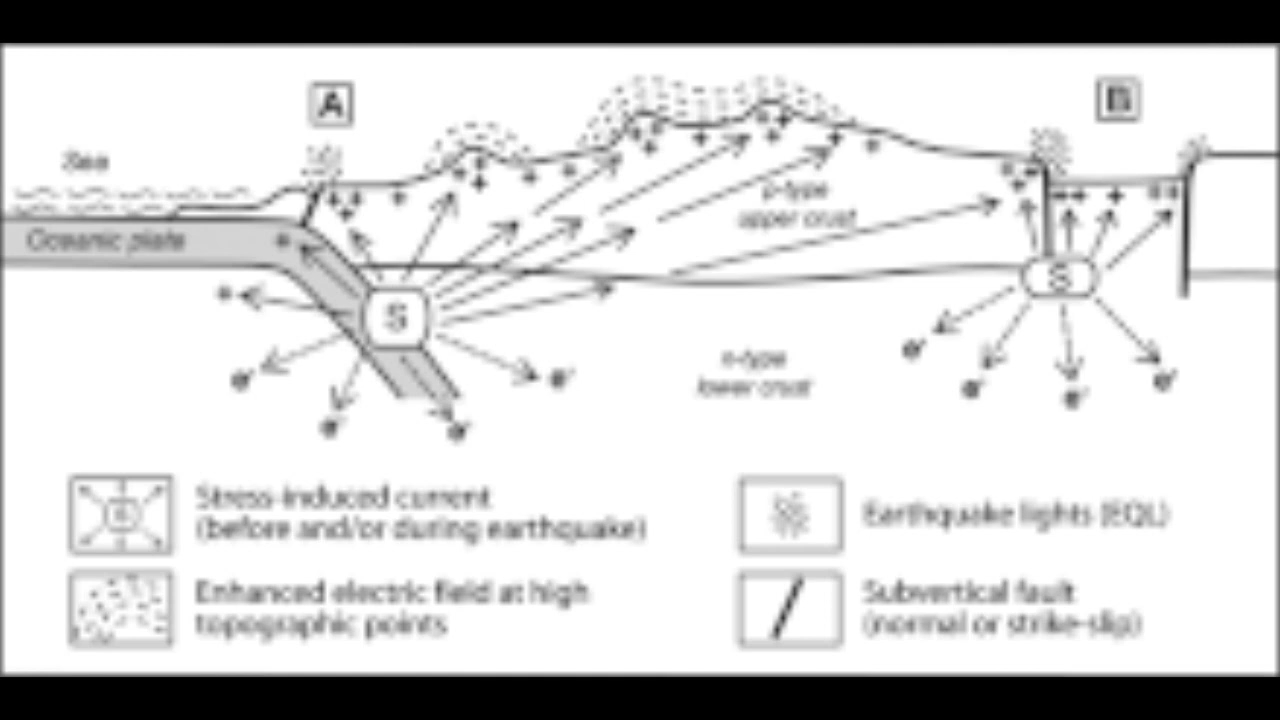 A
B
Sea
Oceanic plate
p-type
upper crust
S
S
n-type
lower crust
e-
e-
e-
e-
e-
e-
e-
e-
Stress-induced current
(before and/or during earthquake)
Earthquake lights (EQL)
Enhanced electric field at high
topographic points
Subvertical fault
(normal or strike-slip)